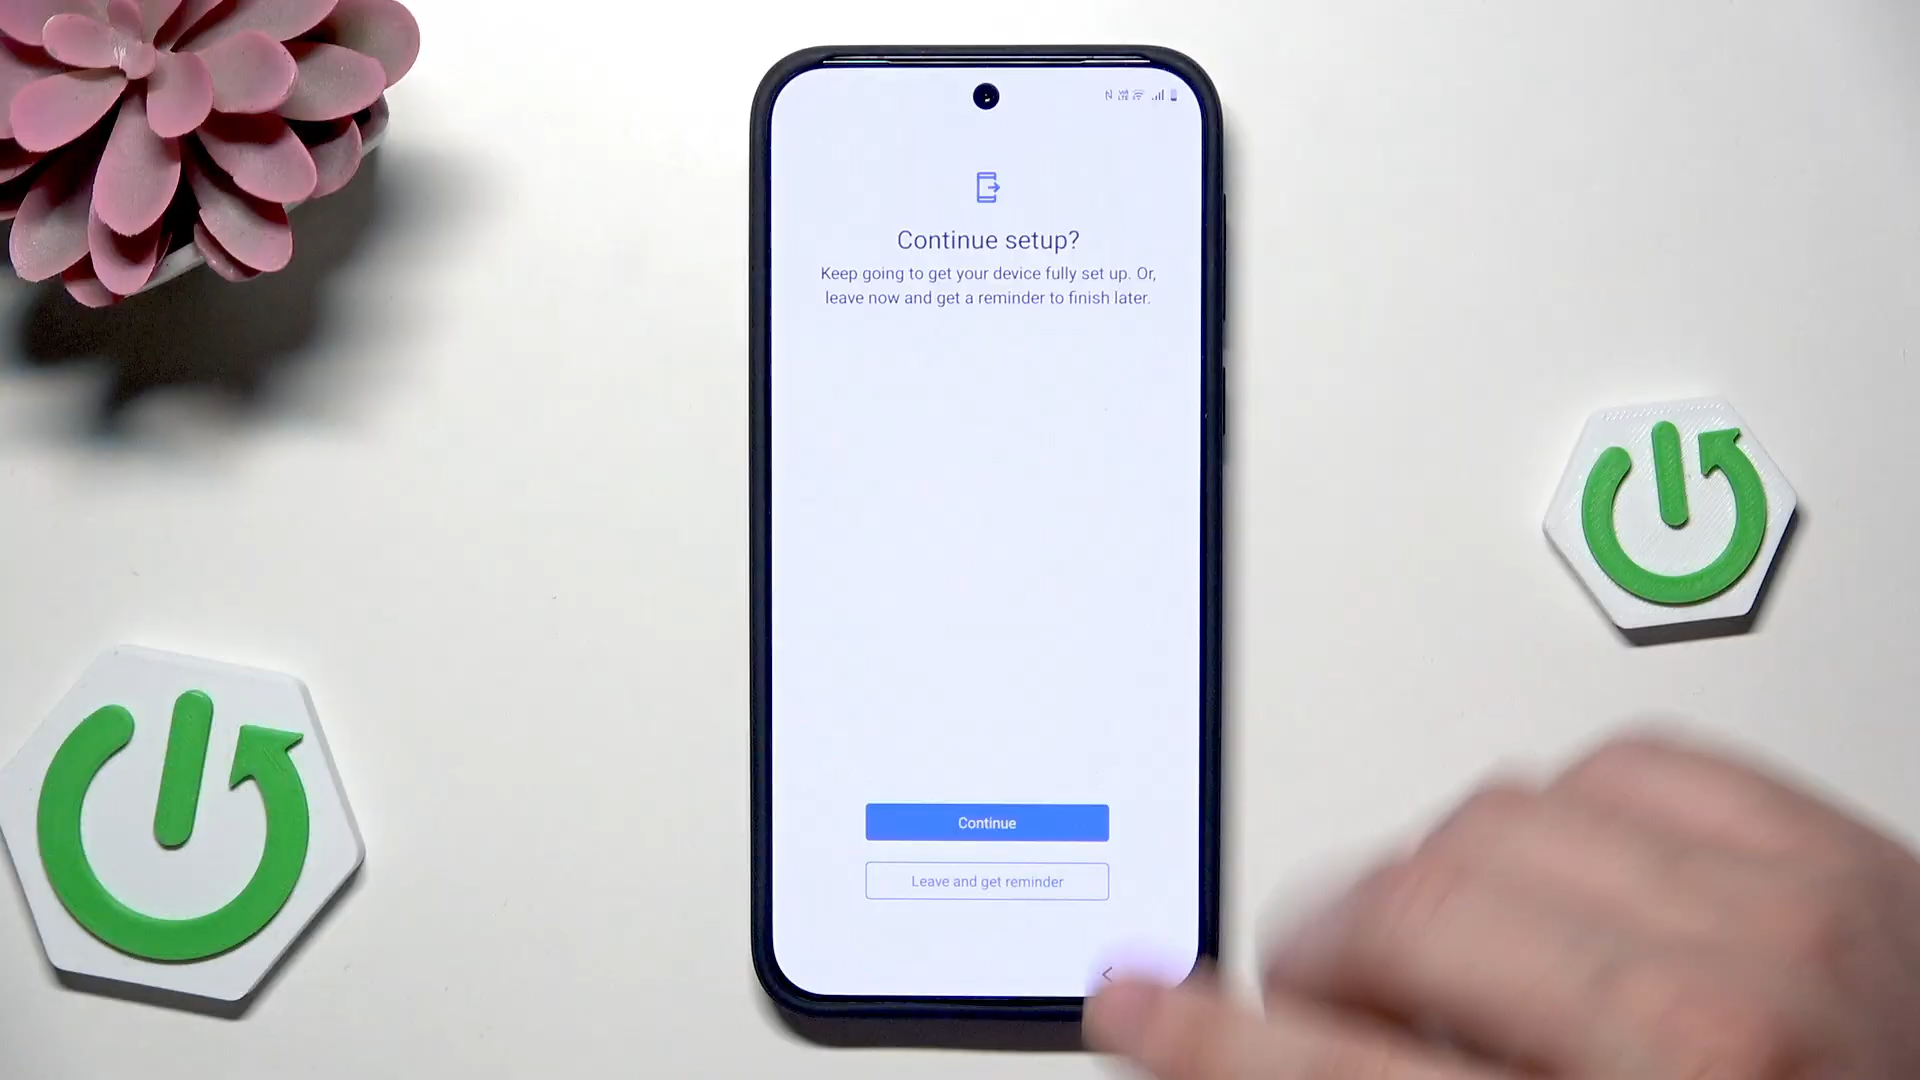 Continue setup?
Keep going to get your device fully set up. Or,
leave now and get a reminder to finish later.
Continue
Leave and get reminder